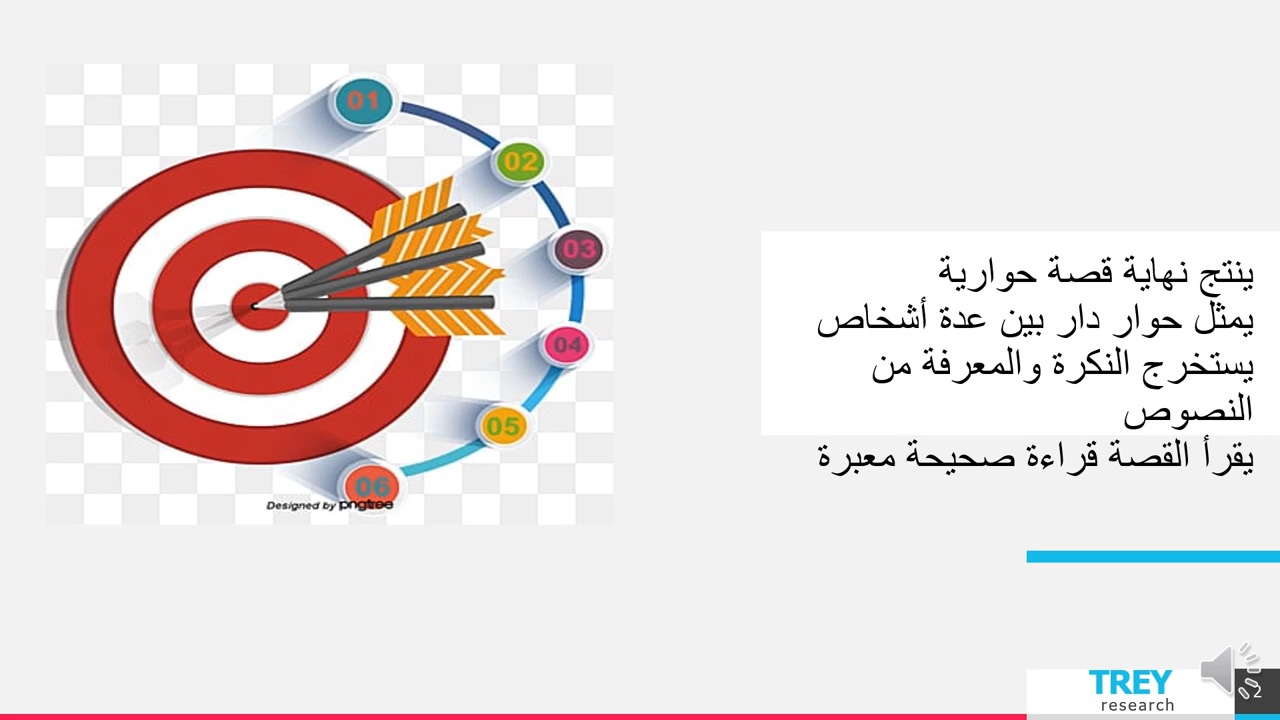 01
02
03
04
05
06
Designed by pngtree
ينتج نهاية قصة حوارية
يمثل حوار دار بين عدة أشخاص
يستخرج النكرة والمعرفة من
النصوص
يقرأ القصة قراءة صحيحة معبرة
TREY
research
2